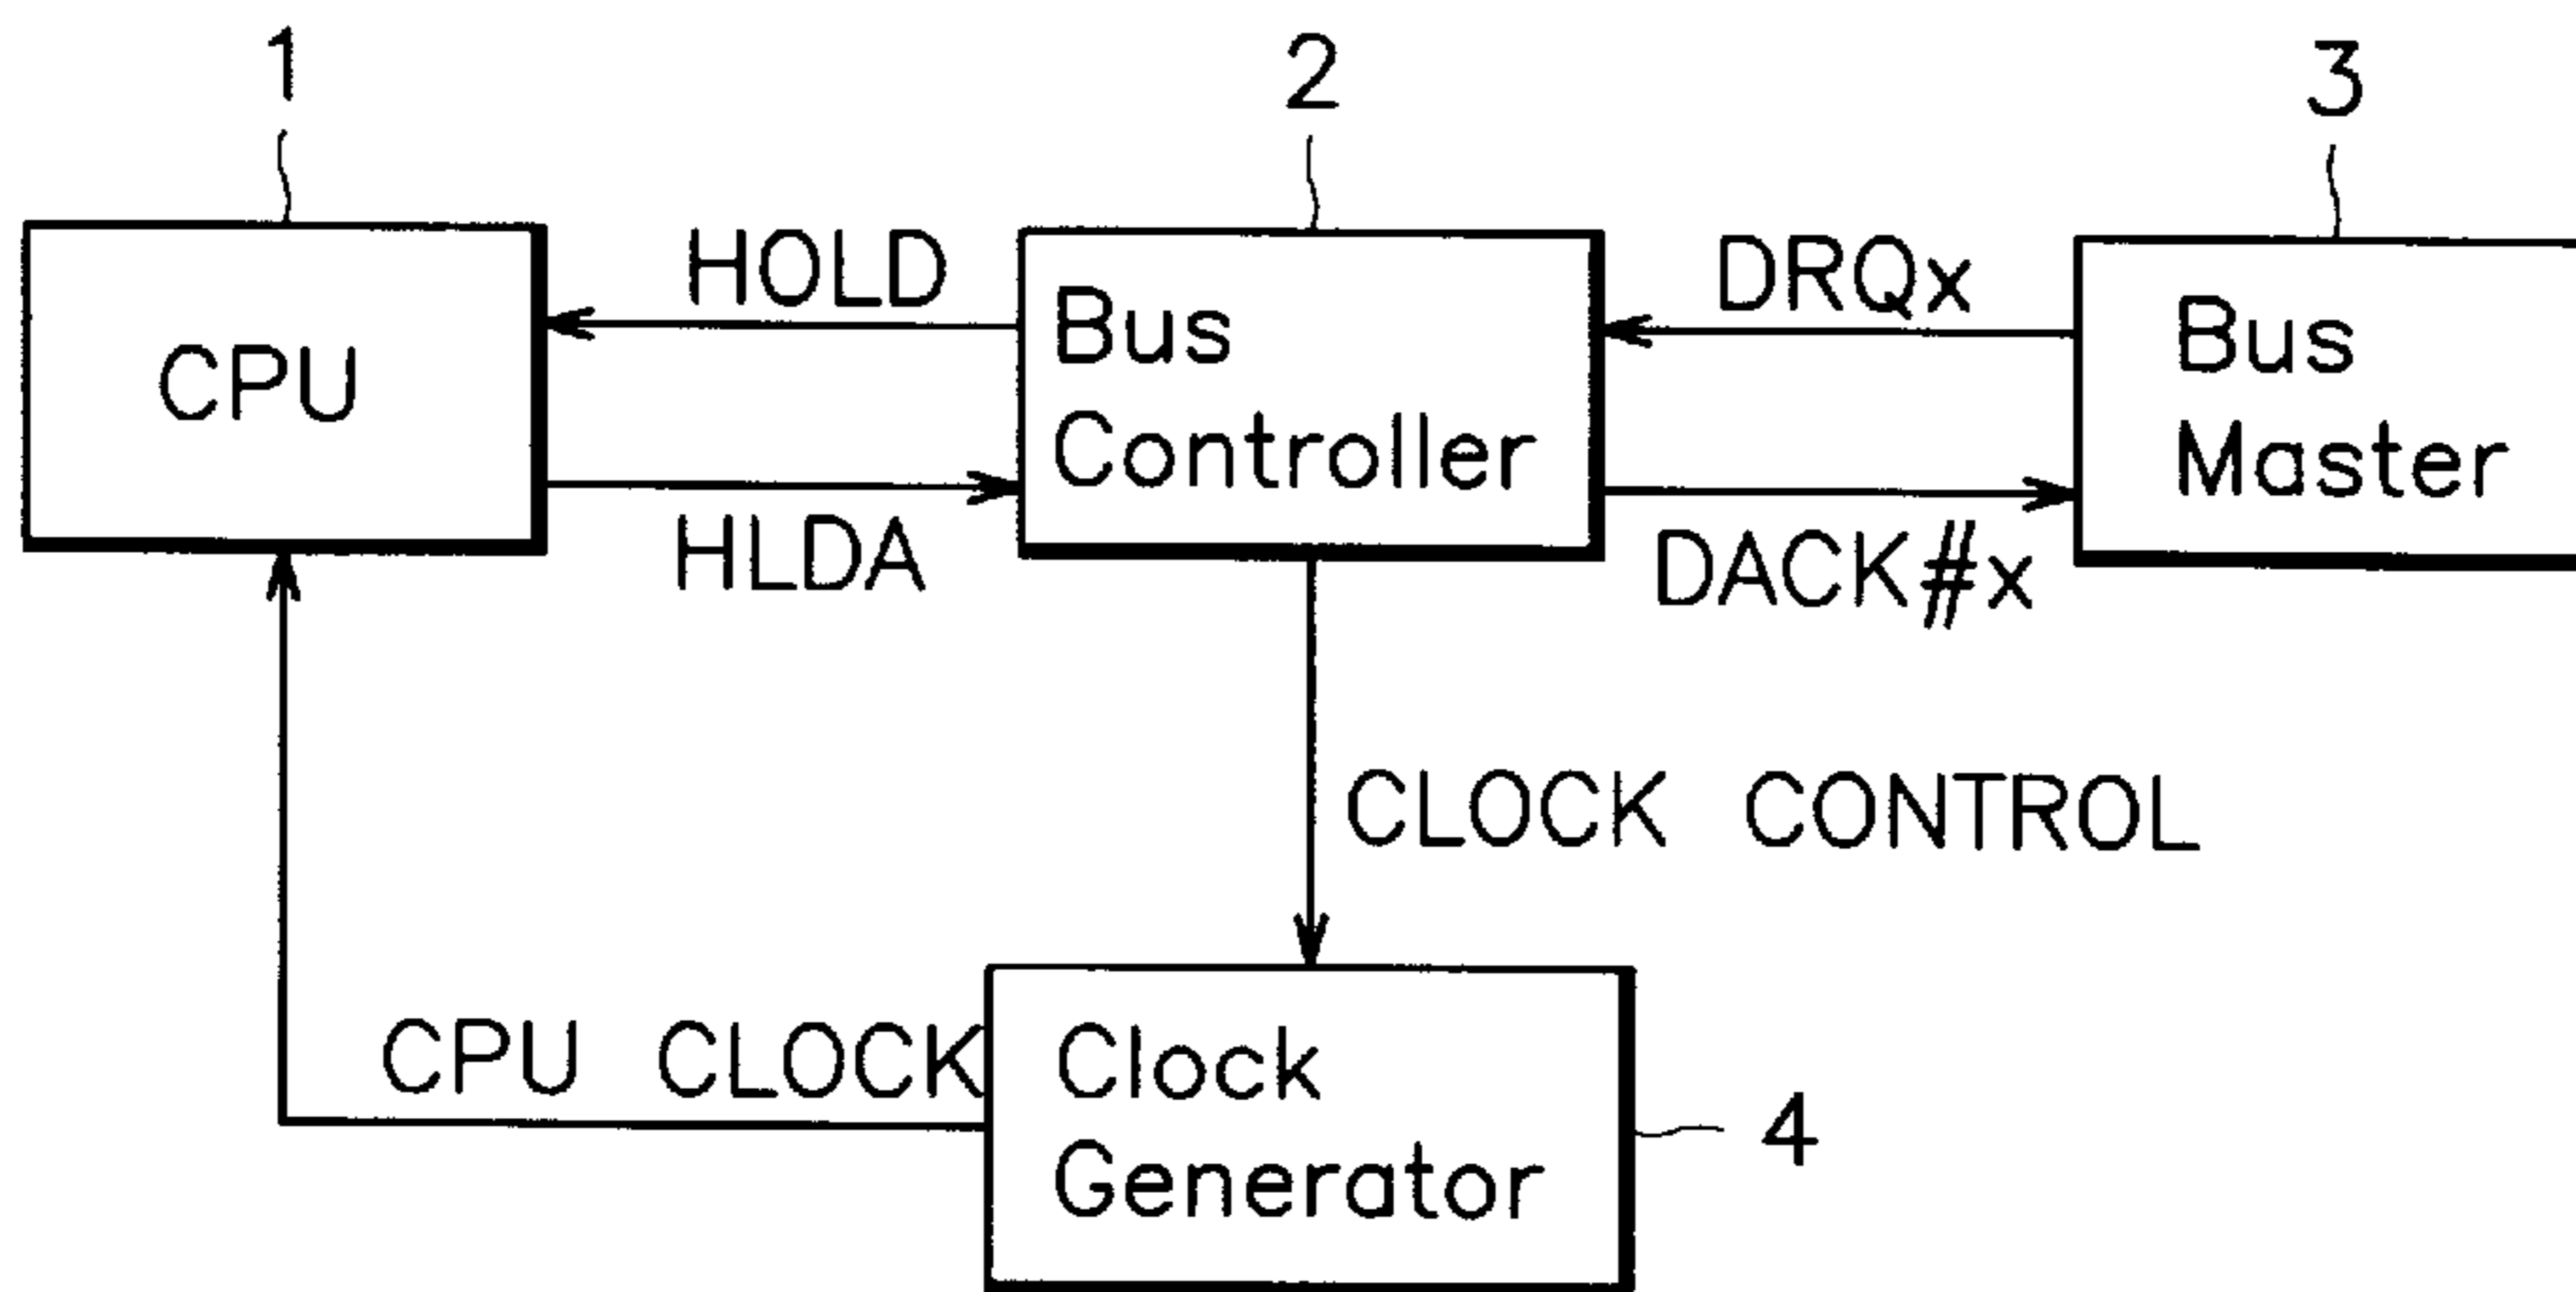 1
2
3
CPU
HOLD
HLDA
Bus
Controller
DRQx
DACK#x
Bus
Master
CLOCK CONTROL
CPU CLOCK
Clock
Generator
4